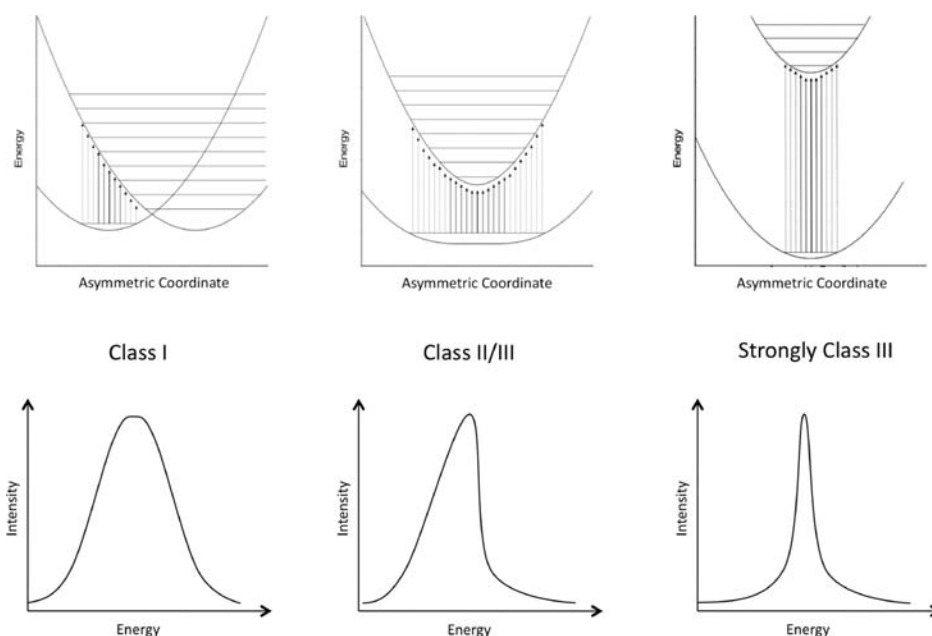 Energy
Energy
Energy
Asymmetric Coordinate
Asymmetric Coordinate
Asymmetric Coordinate
Class I
Class II/III
Strongly Class III
Intensity
Intensity
Intensity
Energy
Energy
Energy